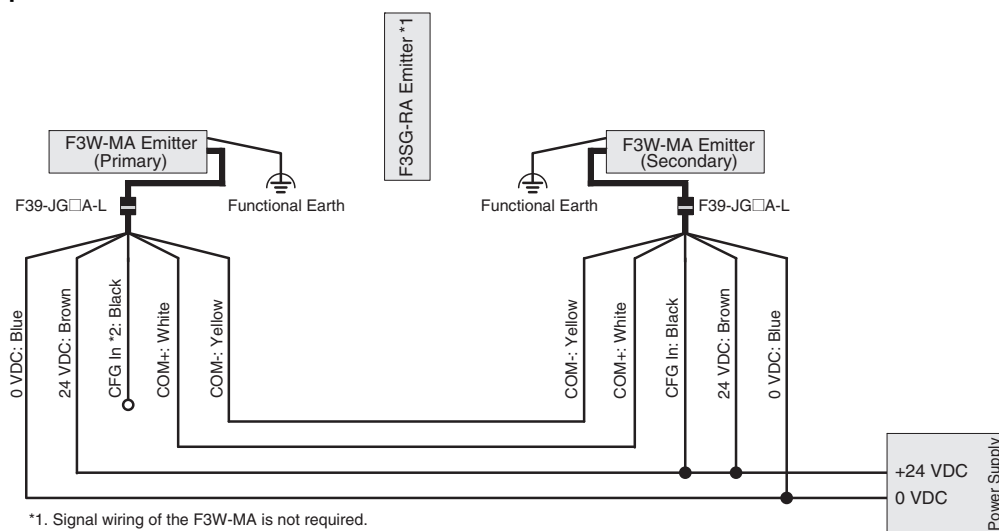 F3SG-RA Emitter *1
F3W-MA Emitter
(Primary)
F3W-MA Emitter
(Secondary)
F39-JG□A-L
Functional Earth
Functional Earth
F39-JG□A-L
0 VDC: Blue
24 VDC: Brown
CFG In *2: Black
COM+: White
COM-: Yellow
COM-: Yellow
COM+: White
CFG In: Black
24 VDC: Brown
0 VDC: Blue
+24 VDC
0 VDC
Power Supply
*1. Signal wiring of the F3W-MA is not required.